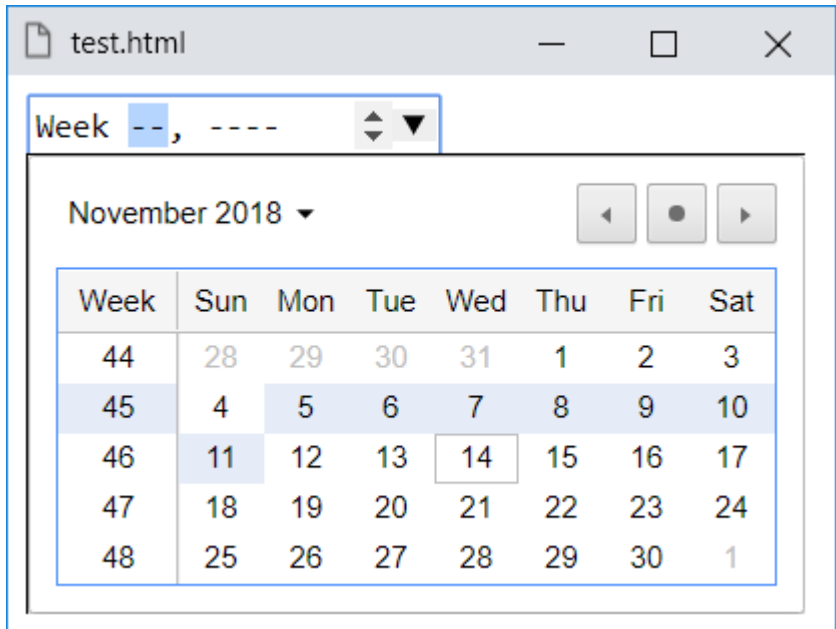 test.html
Week --, ----
November 2018
Week Sun Mon Tue Wed Thu Fri Sat
44 28 29 30 31 1 2 3
45 4 5 6 7 8 9 10
46 11 12 13 14 15 16 17
47 18 19 20 21 22 23 24
48 25 26 27 28 29 30 1